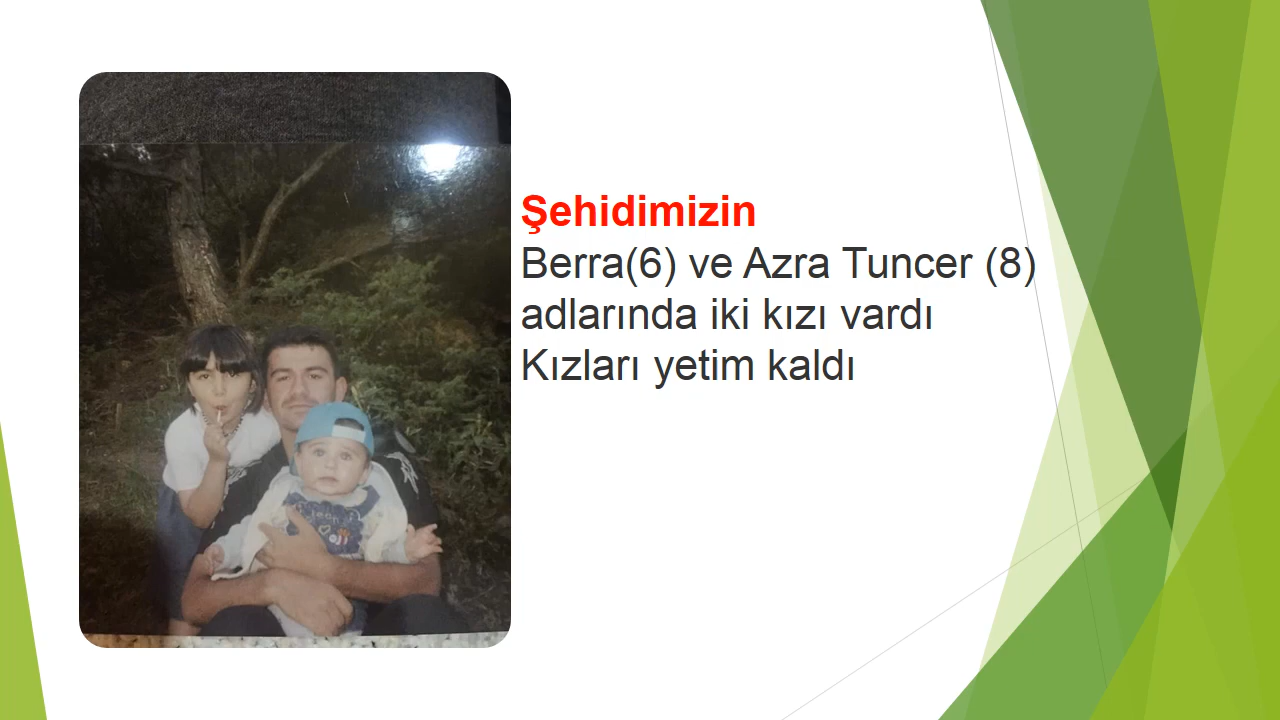 Şehidimizin
Berra(6) ve Azra Tuncer (8)
adlarında iki kızı vardı
Kızları yetim kaldı